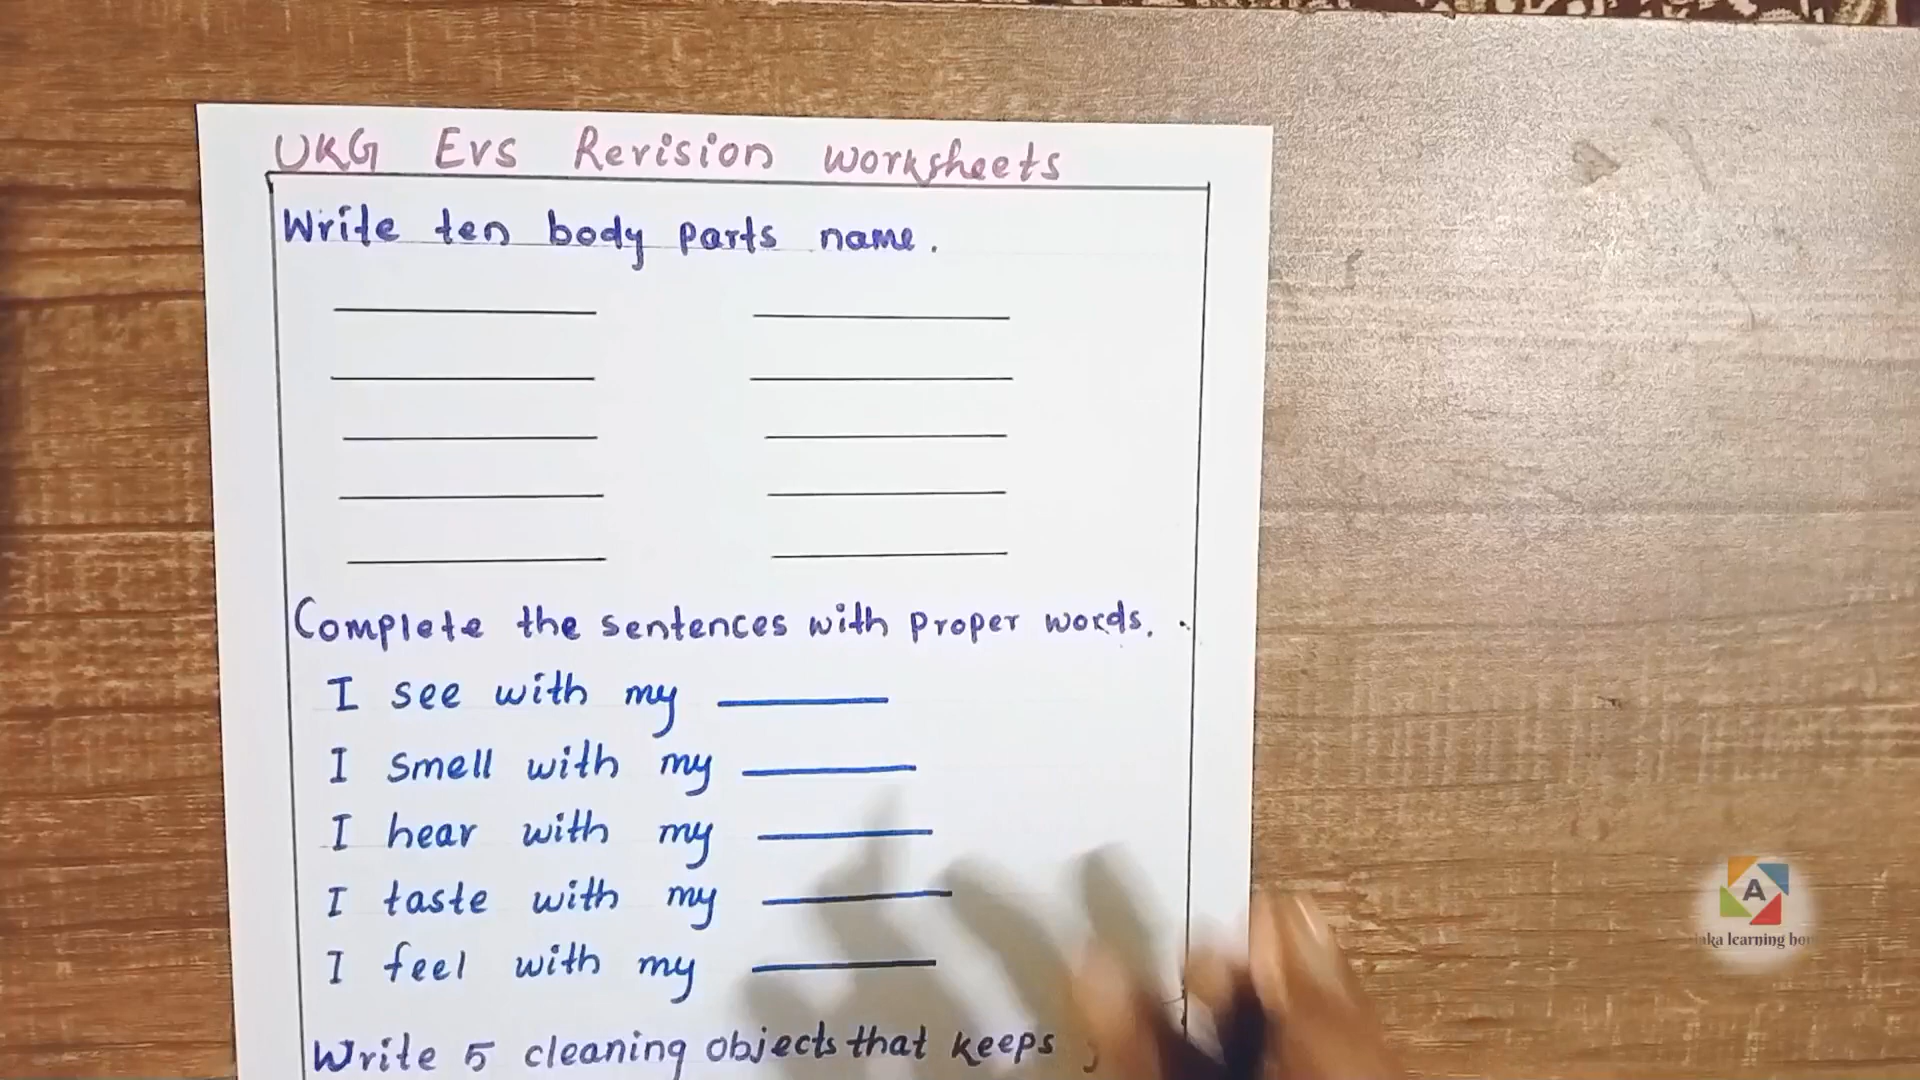 UKG Evs Revision Worksheets
Write ten body parts name.
Complete the sentences with proper words.
I see with my
I smell with my
I hear with my
I taste with my
I feel with my
Write 5 cleaning objects that keeps
A
learning